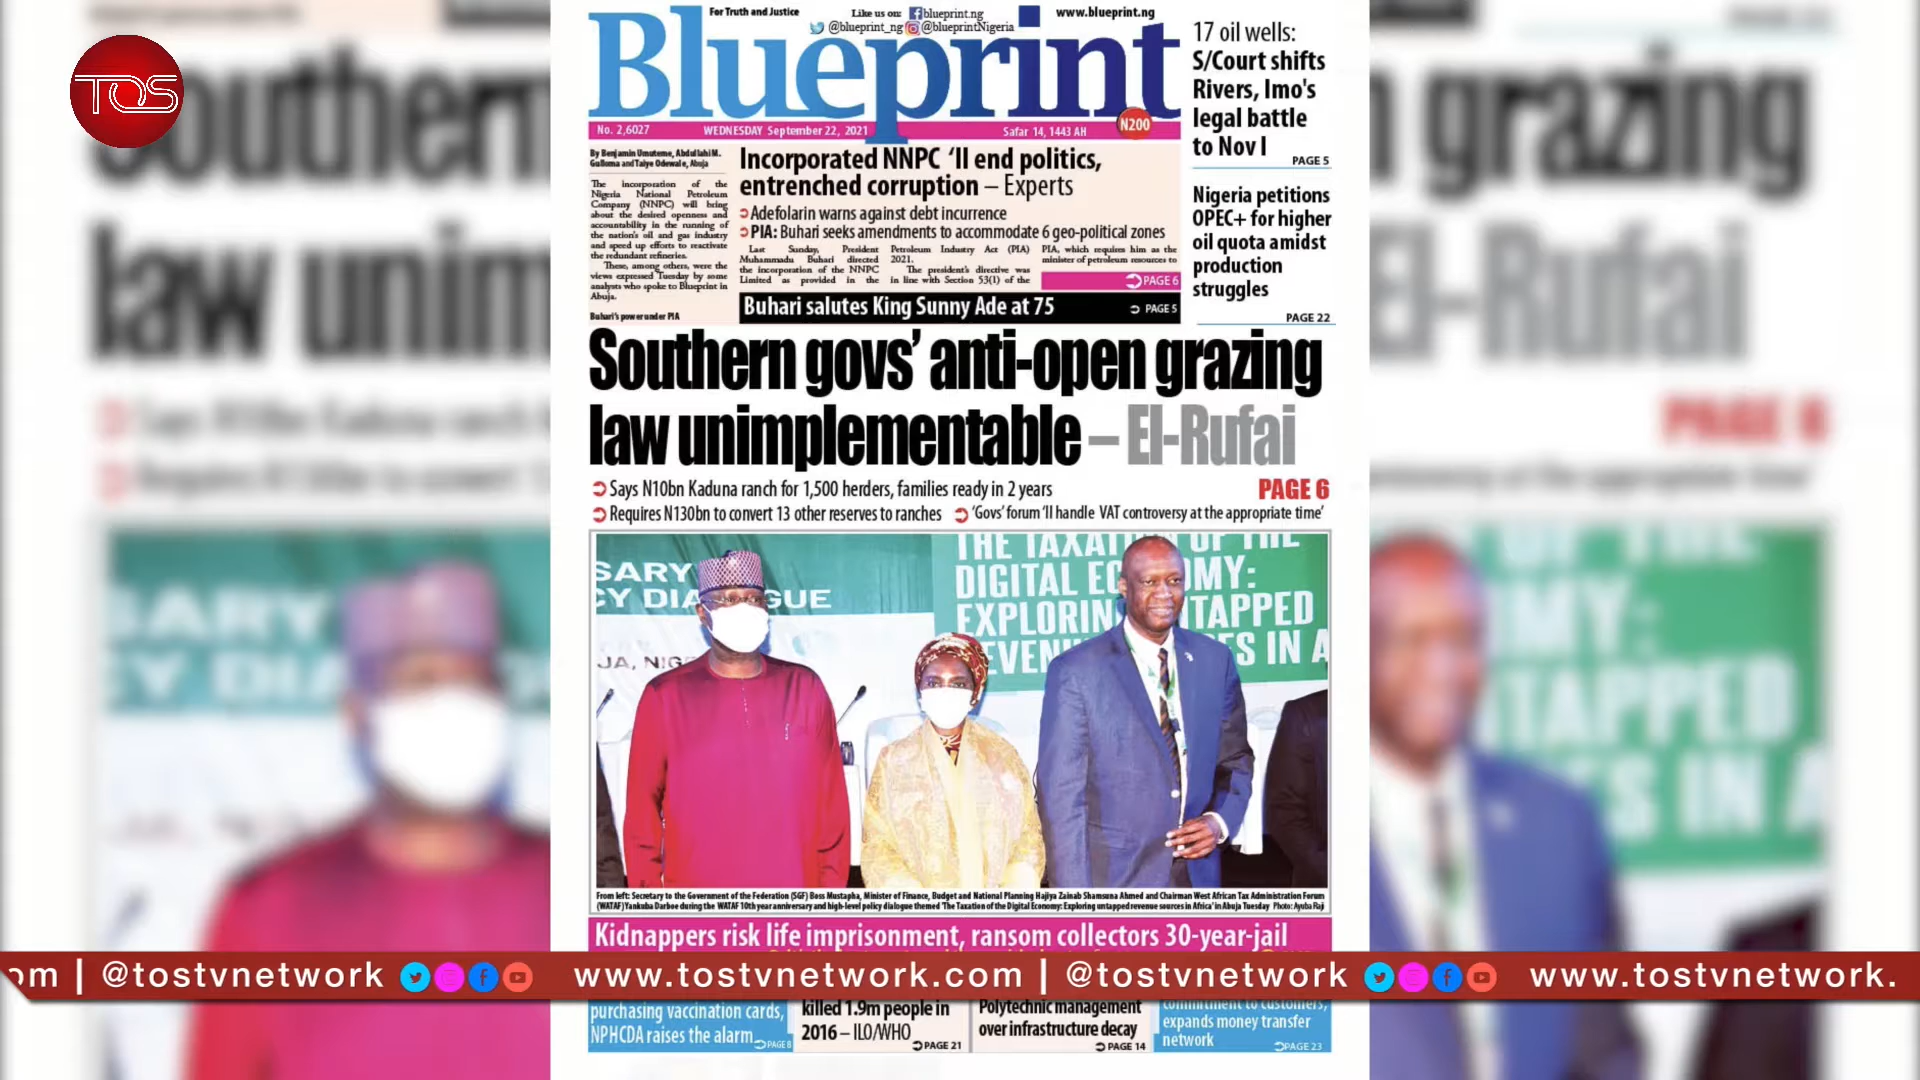 TOS
For Truth and Justice
Like us on: blueprint.ng
@blueprint_ng @blueprintNigeria
www.blueprint.ng
Blueprint
No. 2,6027 WEDNESDAY September 22, 2021 Safar 14, 1443 AH N200
17 oil wells:
S/Court shifts
Rivers, Imo's
legal battle
to Nov I
PAGE 5
Nigeria petitions
OPEC+ for higher
oil quota amidst
production
struggles
PAGE 22
By Benjamin Umuteme, Abdullahi M.
Gulloma and Taiye Odewale, Abuja
The incorporation of the
Nigeria National Petroleum
Company (NNPC) will bring
about the desired openness and
accountability in the running of
the nation's oil and gas industry
and speed up efforts to reactivate
the redundant refineries.
These, among others, were the
views expressed Tuesday by some
analysts who spoke to Blueprint in
Abuja.
Buhari's power under PIA
Incorporated NNPC 'll end politics,
entrenched corruption – Experts
Adefolarin warns against debt incurrence
PIA: Buhari seeks amendments to accommodate 6 geo-political zones
Last Sunday, President
Muhammadu Buhari directed
the incorporation of the NNPC
Limited as provided in the
Petroleum Industry Act (PIA)
2021.
The president's directive was
in line with Section 53(1) of the
PIA, which requires him as the
minister of petroleum resources to
PAGE 6
Buhari salutes King Sunny Ade at 75 PAGE 5
Southern govs' anti-open grazing
law unimplementable – El-Rufai
Says N10bn Kaduna ranch for 1,500 herders, families ready in 2 years
PAGE 6
Requires N130bn to convert 13 other reserves to ranches 'Govs' forum 'll handle VAT controversy at the appropriate time'
SARY
CY DIALOGUE
JA, NIG
THE TAXATION OF THE
DIGITAL EC OMY:
EXPLORIN TAPPED
EVEN ES IN A
From left: Secretary to the Government of the Federation (SGF) Boss Mustapha, Minister of Finance, Budget and National Planning Hajiya Zainab Shamsuna Ahmed and Chairman West African Tax Administration Forum
(WATAF)Yankuba Darboe during the WATAF 10th year anniversary and high-level policy dialogue themed 'The Taxation of the Digital Economy: Exploring untapped revenue sources in Africa' in Abuja Tuesday Photo: Ayuba Raji
Kidnappers risk life imprisonment, ransom collectors 30-year-jail
om | @tostvnetwork www.tostvnetwork.com | @tostvnetwork www.tostvnetwork.
purchasing vaccination cards,
NPHCDA raises the alarm PAGE 8
killed 1.9m people in
2016 – ILO/WHO
PAGE 21
Polytechnic management
over infrastructure decay
PAGE 14
commitment to customers,
expands money transfer
network
PAGE 23